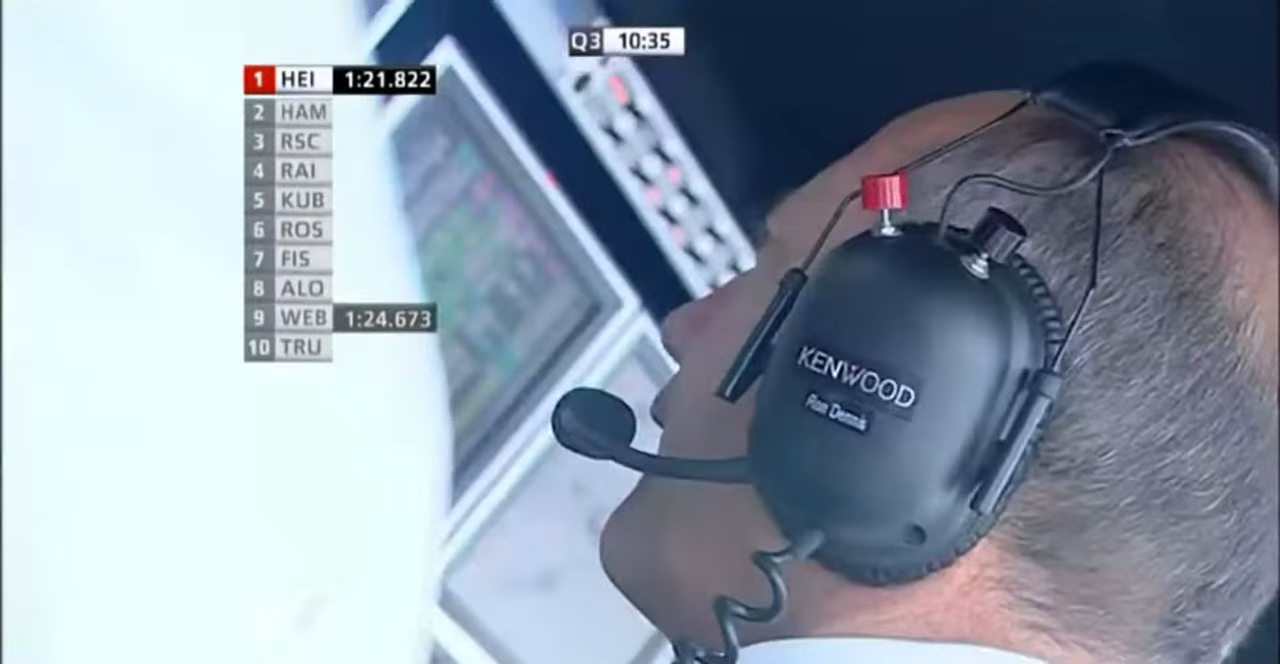 Q3 10:35
1 HEI 1:21.822
2 HAM
3 RSC
4 RAI
5 KUB
6 ROS
7 FIS
8 ALO
9 WEB 1:24.673
10 TRU
KENWOOD
Ron Dennis